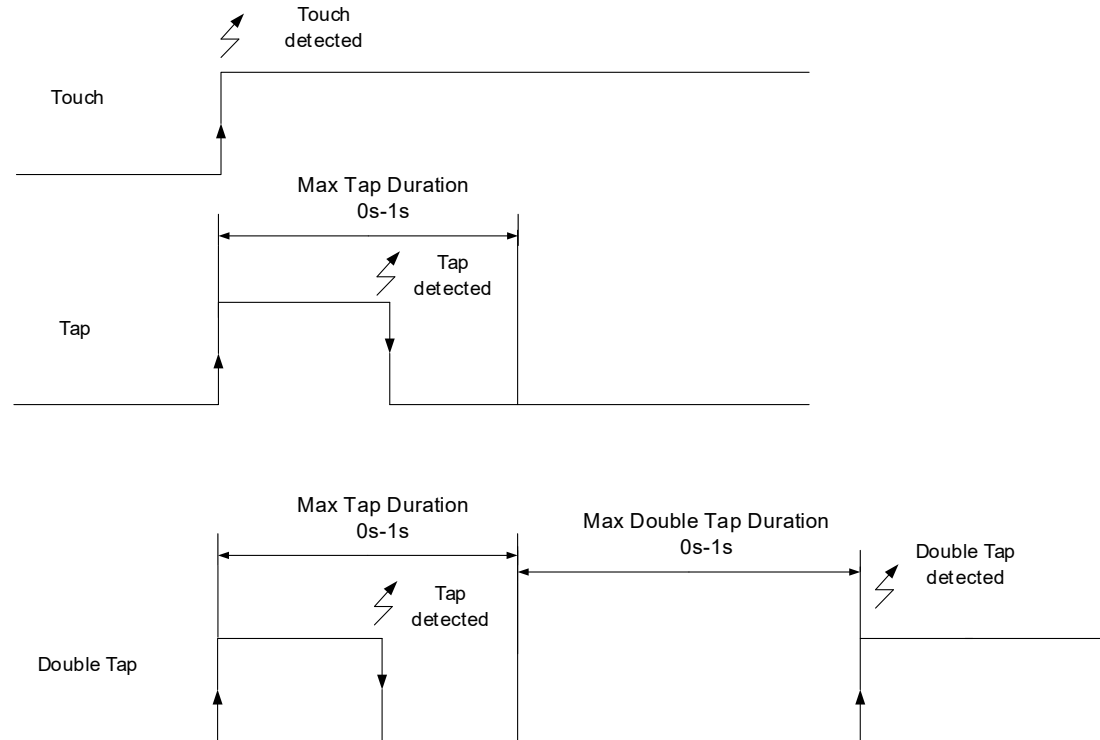 Touch
detected
Touch
Max Tap Duration
0s-1s
Tap
detected
Tap
Max Tap Duration
0s-1s
Max Double Tap Duration
0s-1s
Double Tap
detected
Tap
detected
Double Tap